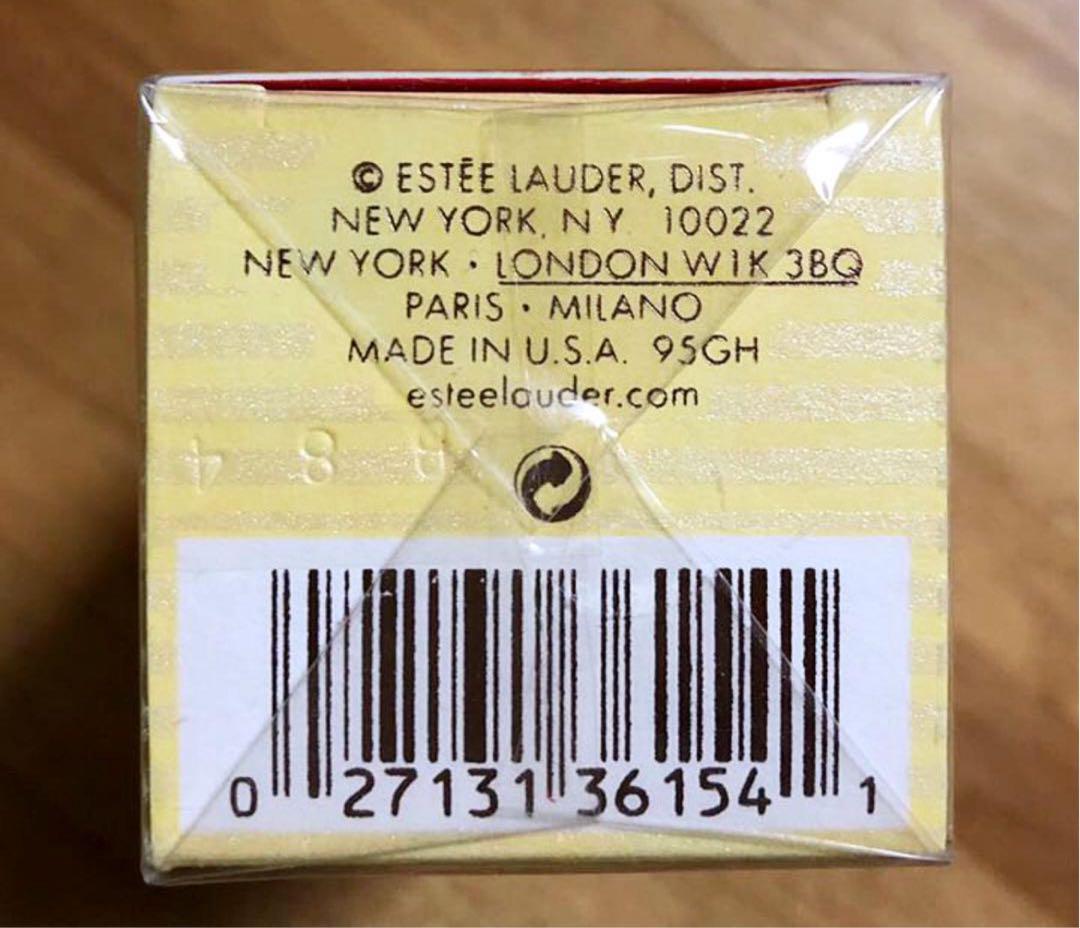 © ESTĒE LAUDER, DIST.
NEW YORK, N Y 10022
NEW YORK · LONDON W1K 3BQ
PARIS · MILANO
MADE IN U.S.A. 95GH
esteelauder.com
0 27131 36154 1